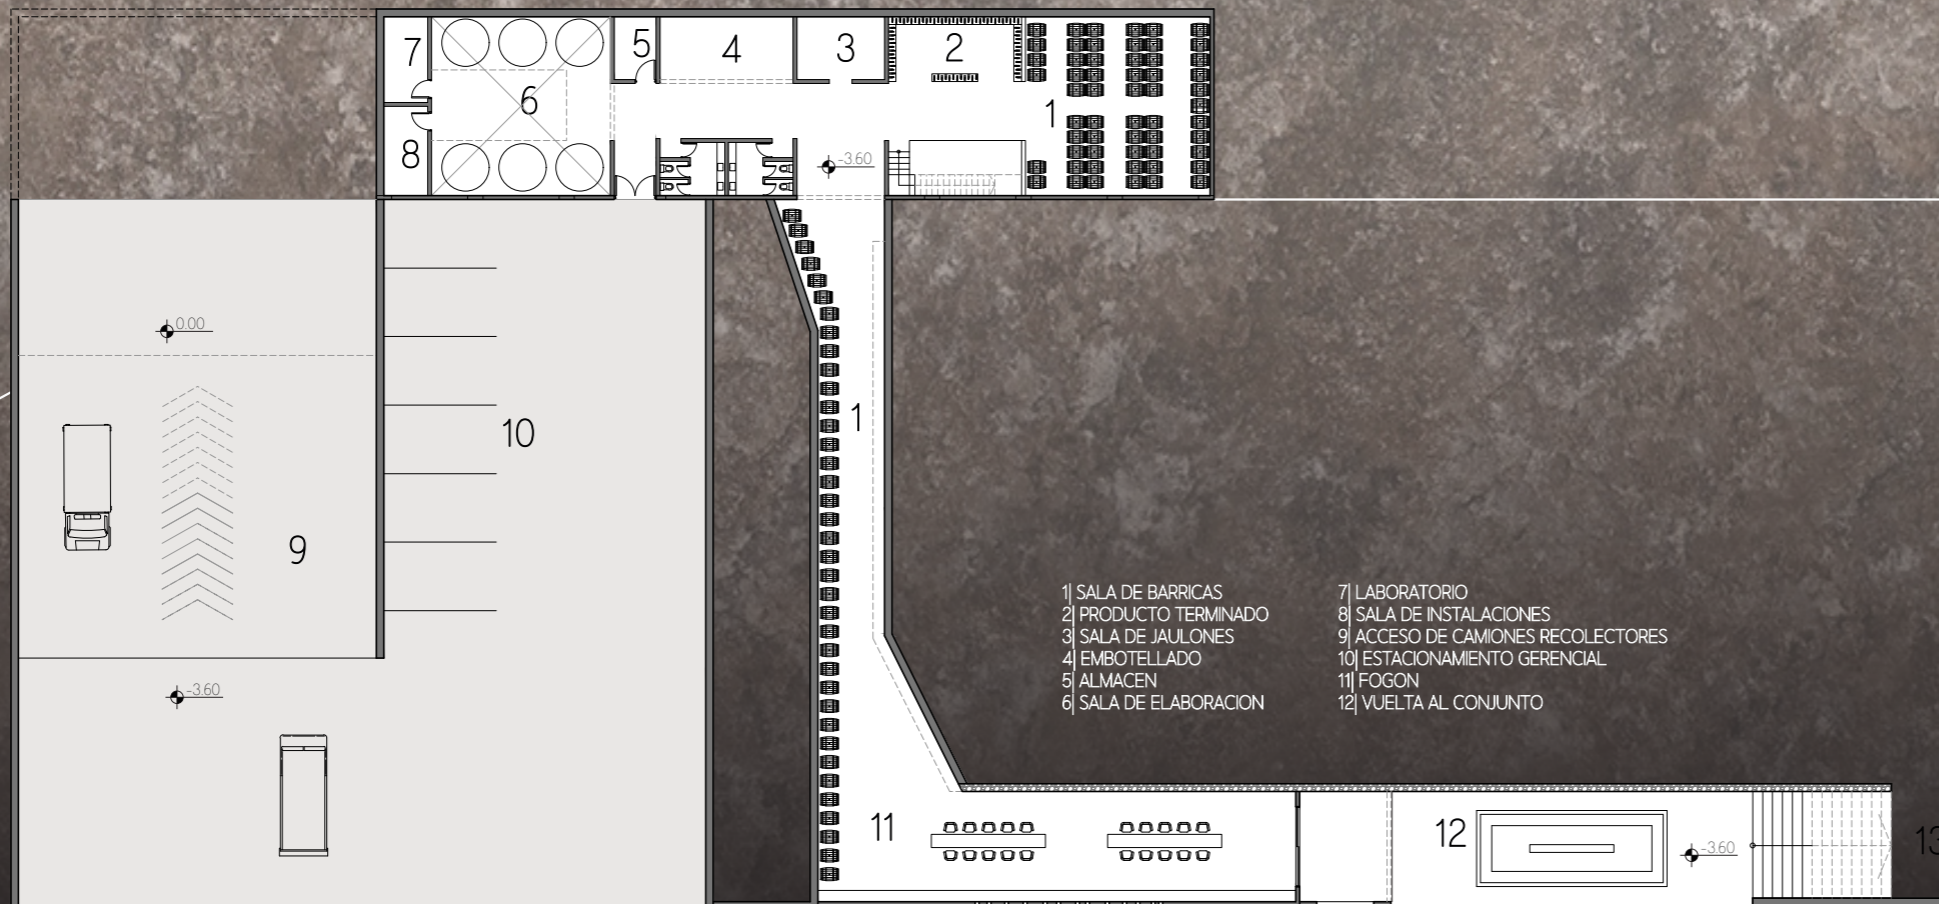 7
5
4
3
2
6
1
8
-3.60
0.00
1
10
9
1| SALA DE BARRICAS
2| PRODUCTO TERMINADO
3| SALA DE JAULONES
4| EMBOTELLADO
5| ALMACEN
6| SALA DE ELABORACION
7| LABORATORIO
8| SALA DE INSTALACIONES
9| ACCESO DE CAMIONES RECOLECTORES
10| ESTACIONAMIENTO GERENCIAL
11| FOGON
12| VUELTA AL CONJUNTO
-3.60
11
12
-3.60
13